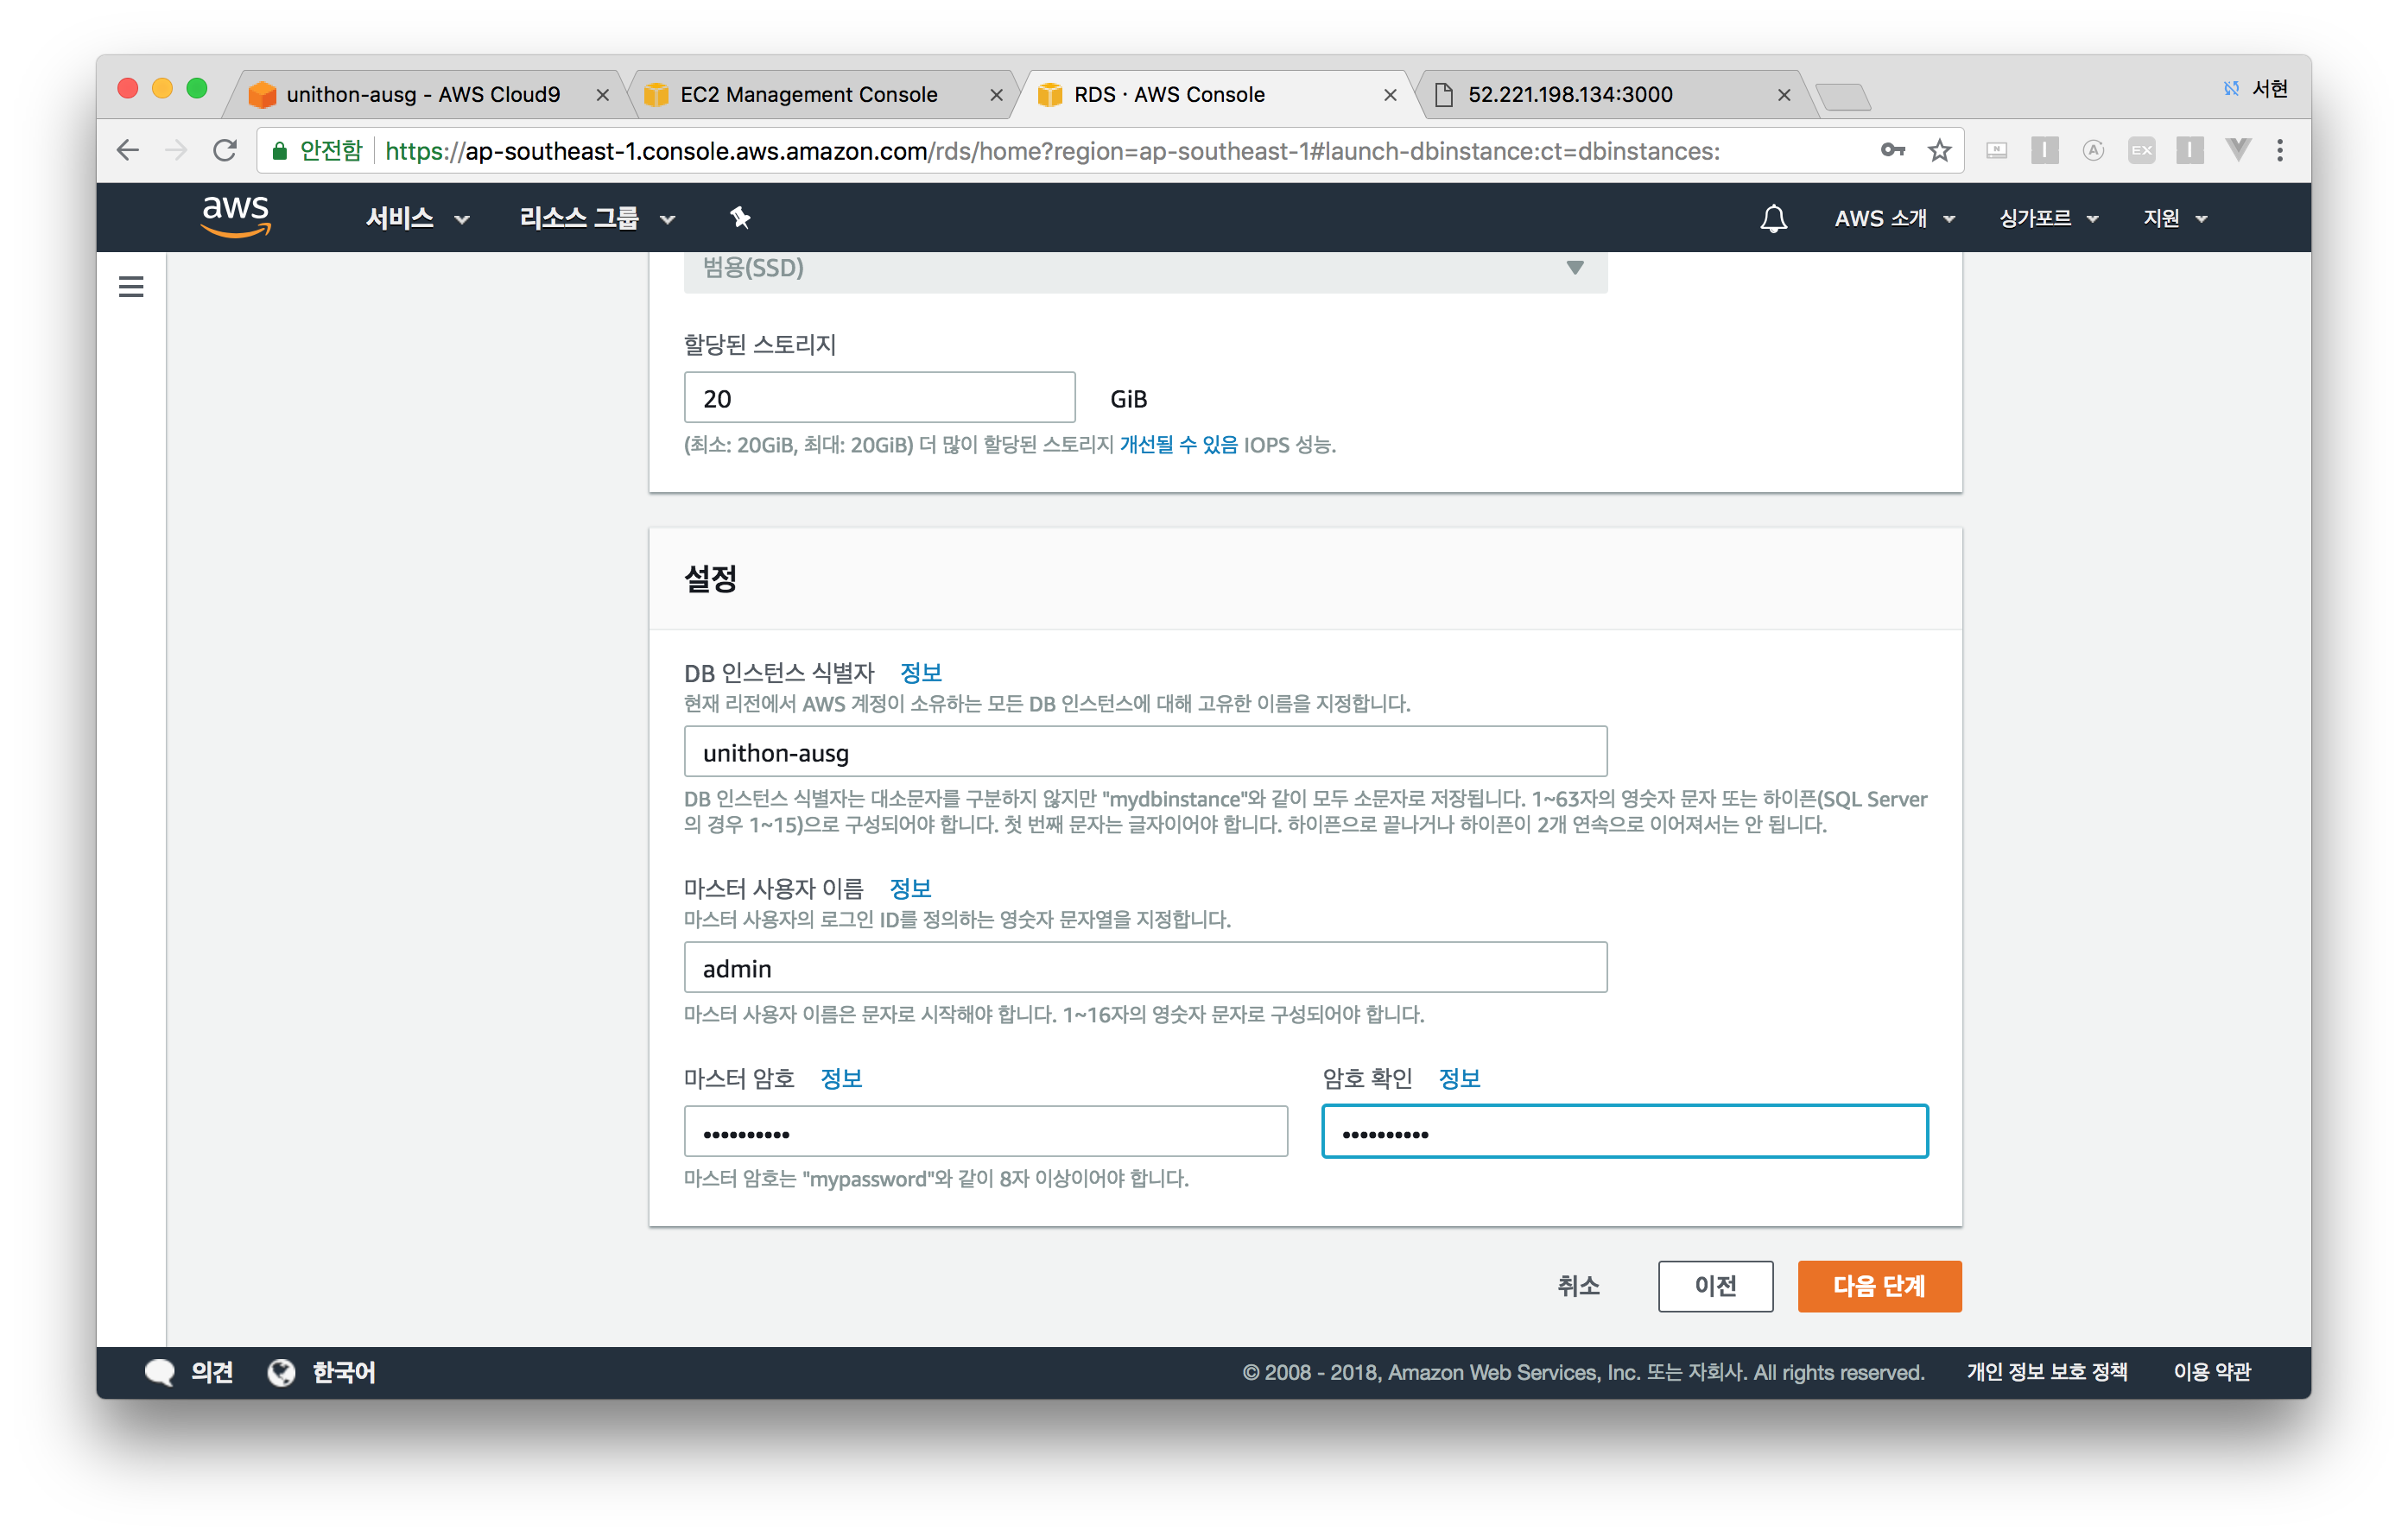 unithon-ausg - AWS Cloud9
EC2 Management Console
RDS · AWS Console
52.221.198.134:3000
서현
안전함
https://ap-southeast-1.console.aws.amazon.com/rds/home?region=ap-southeast-1#launch-dbinstance:ct=dbinstances:
aws
서비스
리소스 그룹
AWS 소개
싱가포르
지원
범용(SSD)
할당된 스토리지
20
GiB
(최소: 20GiB, 최대: 20GiB) 더 많이 할당된 스토리지 개선될 수 있음 IOPS 성능.
설정
DB 인스턴스 식별자 정보
현재 리전에서 AWS 계정이 소유하는 모든 DB 인스턴스에 대해 고유한 이름을 지정합니다.
unithon-ausg
DB 인스턴스 식별자는 대소문자를 구분하지 않지만 "mydbinstance"와 같이 모두 소문자로 저장됩니다. 1~63자의 영숫자 문자 또는 하이픈(SQL Server
의 경우 1~15)으로 구성되어야 합니다. 첫 번째 문자는 글자이어야 합니다. 하이픈으로 끝나거나 하이픈이 2개 연속으로 이어져서는 안 됩니다.
마스터 사용자 이름 정보
마스터 사용자의 로그인 ID를 정의하는 영숫자 문자열을 지정합니다.
admin
마스터 사용자 이름은 문자로 시작해야 합니다. 1~16자의 영숫자 문자로 구성되어야 합니다.
마스터 암호 정보
암호 확인 정보
••••••••••
••••••••••
마스터 암호는 "mypassword"와 같이 8자 이상이어야 합니다.
취소
이전
다음 단계
의견
한국어
© 2008 - 2018, Amazon Web Services, Inc. 또는 자회사. All rights reserved.
개인 정보 보호 정책
이용 약관